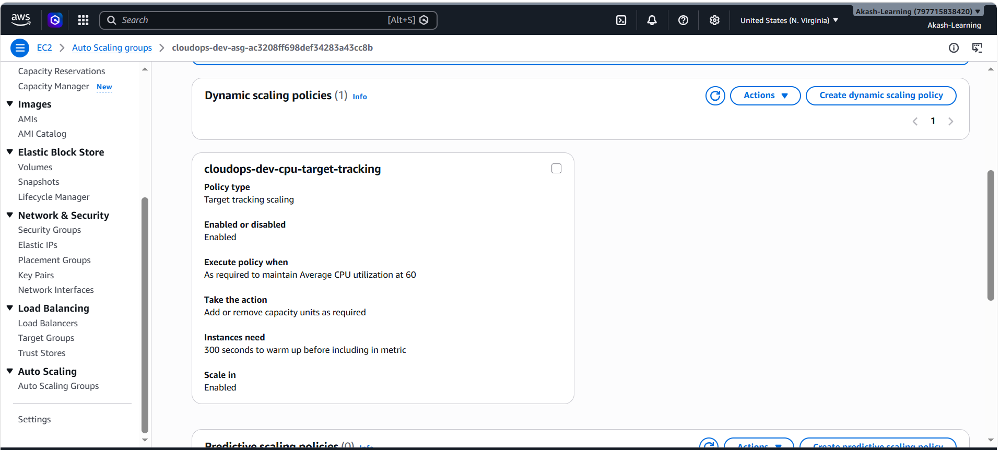 aws
Search
[Alt+S]
United States (N. Virginia)
Akash-Learning (797715838420)
Akash-Learning
EC2
Auto Scaling groups
cloudops-dev-asg-ac3208ff698def34283a43cc8b
Capacity Reservations
Capacity Manager New
Images
AMIs
AMI Catalog
Elastic Block Store
Volumes
Snapshots
Lifecycle Manager
Network & Security
Security Groups
Elastic IPs
Placement Groups
Key Pairs
Network Interfaces
Load Balancing
Load Balancers
Target Groups
Trust Stores
Auto Scaling
Auto Scaling Groups
Settings
Dynamic scaling policies (1) Info
Actions
Create dynamic scaling policy
1
cloudops-dev-cpu-target-tracking
Policy type
Target tracking scaling
Enabled or disabled
Enabled
Execute policy when
As required to maintain Average CPU utilization at 60
Take the action
Add or remove capacity units as required
Instances need
300 seconds to warm up before including in metric
Scale in
Enabled
Predictive scaling policies (0) Info
Actions
Create predictive scaling policy